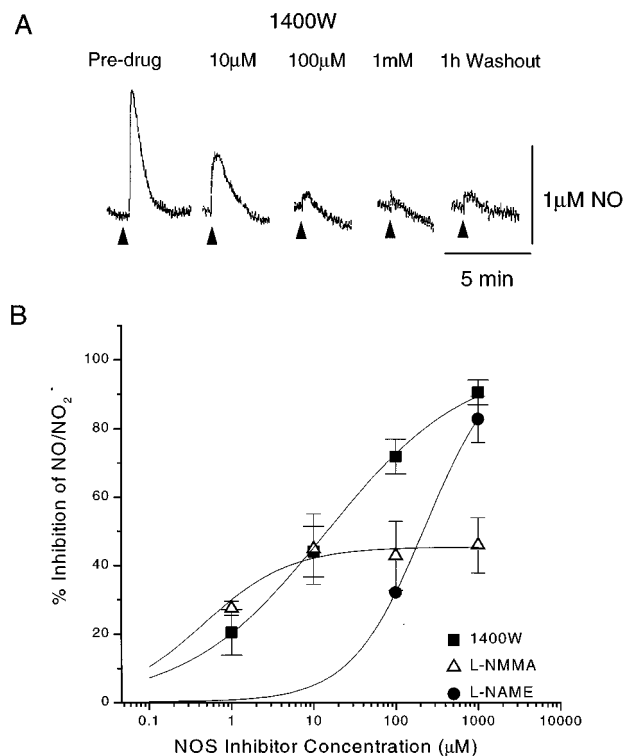 A
1400W
Pre-drug 10μM 100μM 1mM 1h Washout
1μM NO
5 min
B
% Inhibition of NO/NO₂⁻
100
80
60
40
20
0
0.1 1 10 100 1000 10000
1400W
L-NMMA
L-NAME
NOS Inhibitor Concentration (μM)